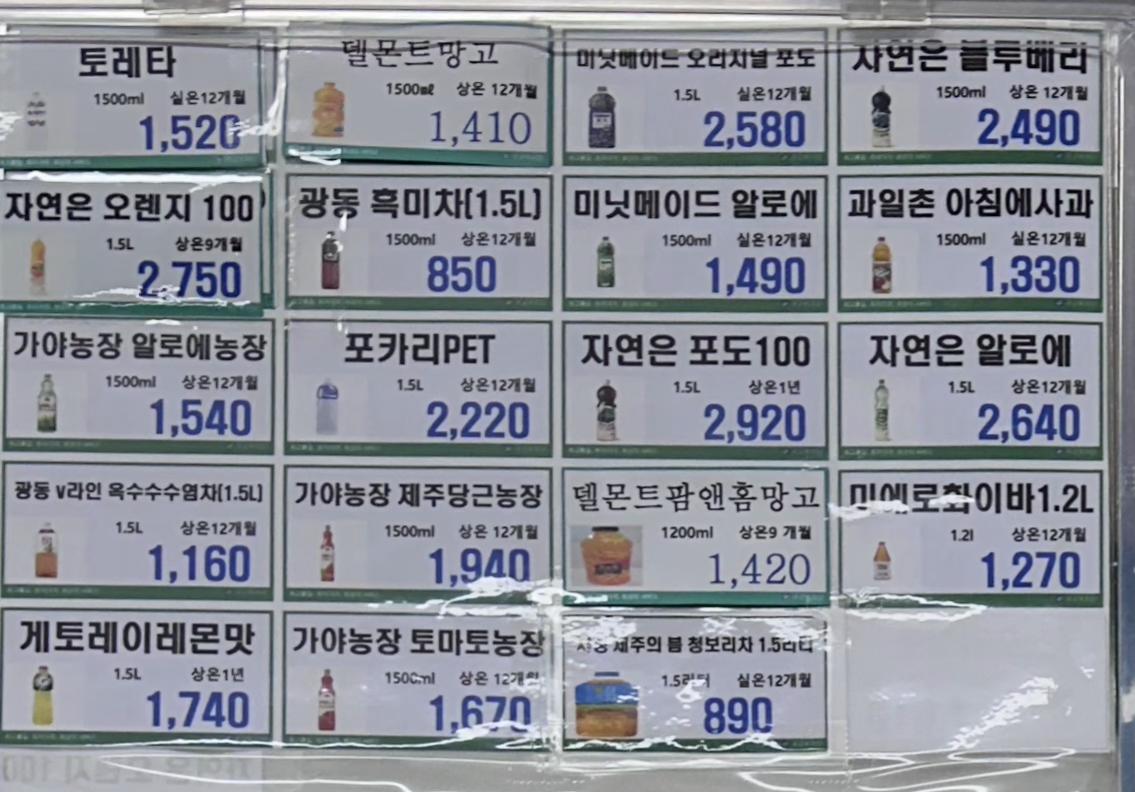 토레타
1500ml 실온12개월
1,520
델몬트망고
1500㎖ 상온 12개월
1,410
미닛메이드 오리지널 포도
1.5L 실온12개월
2,580
자연은 블루베리
1500ml 상온 12개월
2,490
자연은 오렌지 100
1.5L 상온9개월
2,750
광동 흑미차(1.5L)
1500ml 상온12개월
850
미닛메이드 알로에
1500ml 실온12개월
1,490
과일촌 아침에사과
1500ml 실온12개월
1,330
가야농장 알로에농장
1500ml 상온12개월
1,540
포카리PET
1.5L 상온12개월
2,220
자연은 포도100
1.5L 상온1년
2,920
자연은 알로에
1.5L 상온12개월
2,640
광동 v라인 옥수수수염차(1.5L)
1.5L 상온12개월
1,160
가야농장 제주당근농장
1500ml 상온 12개월
1,940
델몬트팜앤홈망고
1200ml 상온9 개월
1,420
미에로화이바1.2L
1.2l 상온12개월
1,270
게토레이레몬맛
1.5L 상온1년
1,740
가야농장 토마토농장
1500ml 상온 12개월
1,670
제주의 봄 청보리차 1.5리터
1.5리터 실온12개월
890